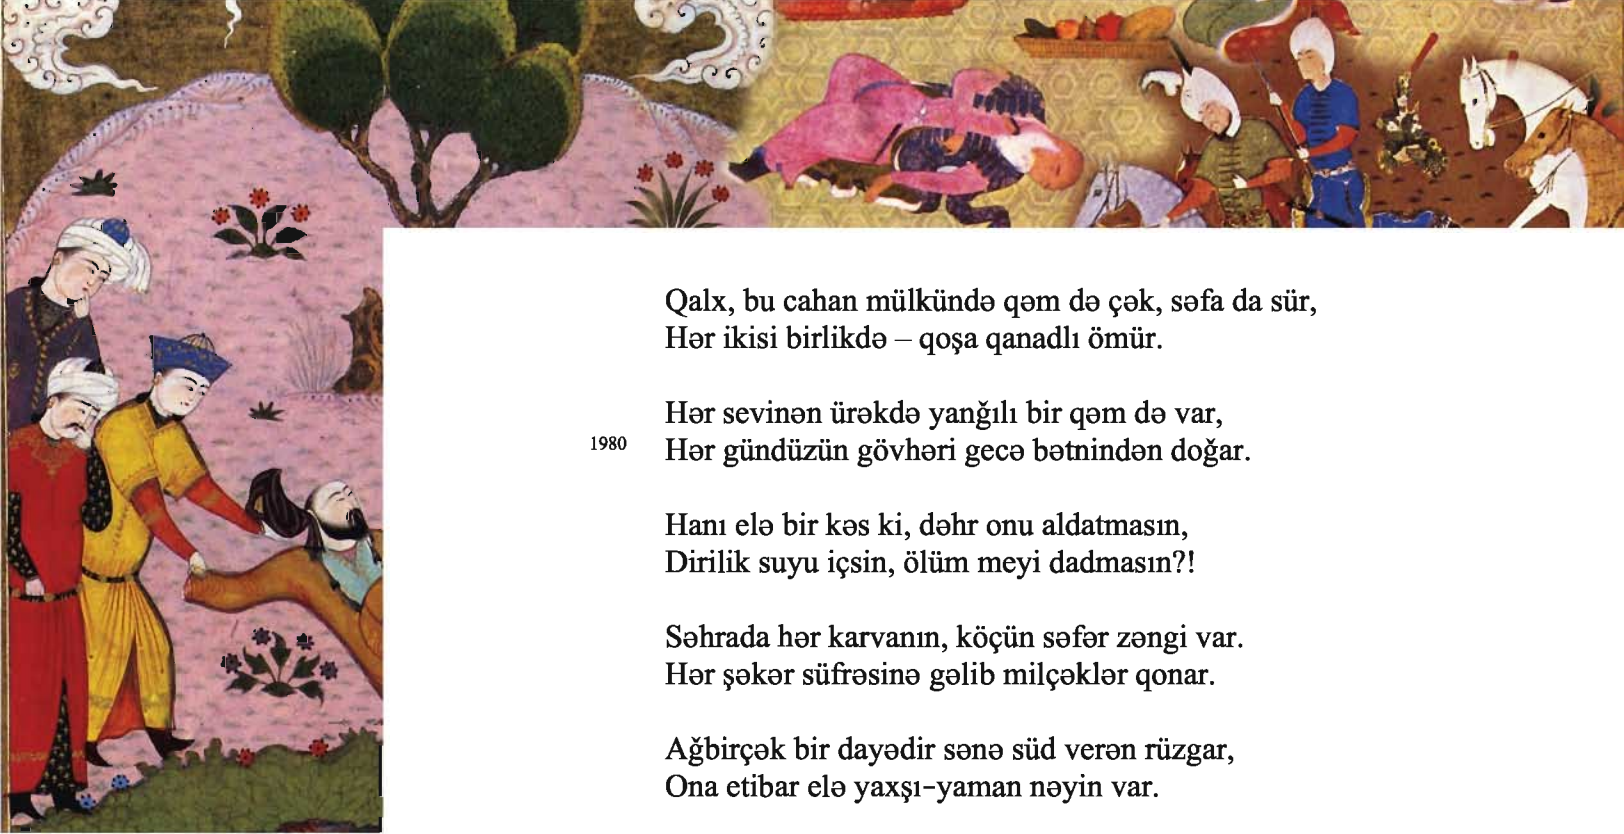 Qalx, bu cahan mülkündə qəm də çək, səfa da sür,
Hər ikisi birlikdə – qoşa qanadlı ömür.
Hər sevinən ürəkdə yanğılı bir qəm də var,
1980 Hər gündüzün gövhəri gecə bətnindən doğar.
Hanı elə bir kəs ki, dəhr onu aldatmasın,
Dirilik suyu içsin, ölüm meyi dadmasın?!
Səhrada hər karvanın, köçün səfər zəngi var.
Hər şəkər süfrəsinə gəlib milçəklər qonar.
Ağbirçək bir dayədir sənə süd verən rüzgar,
Ona etibar elə yaxşı-yaman nəyin var.